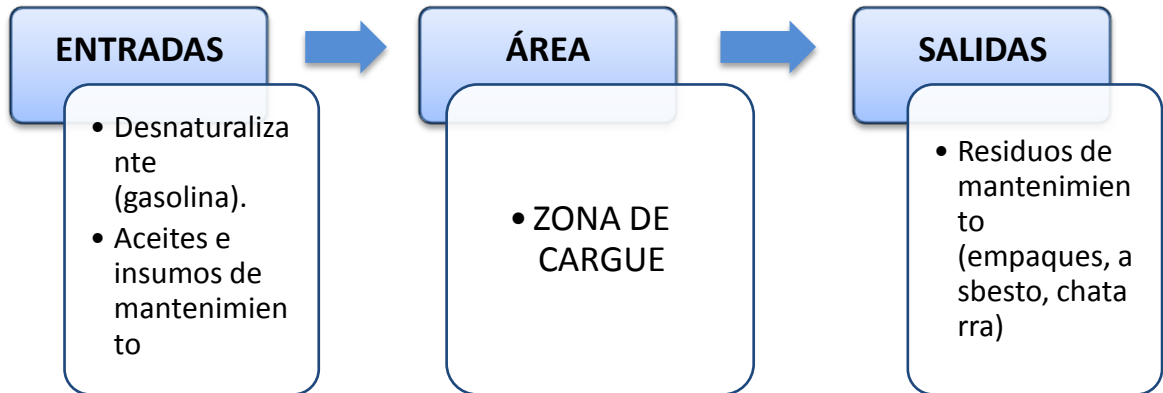 ENTRADAS
• Desnaturaliza
nte
(gasolina).
• Aceites e
insumos de
mantenimien
to
ÁREA
• ZONA DE
CARGUE
SALIDAS
• Residuos de
mantenimien
to
(empaques, a
sbesto, chata
rra)